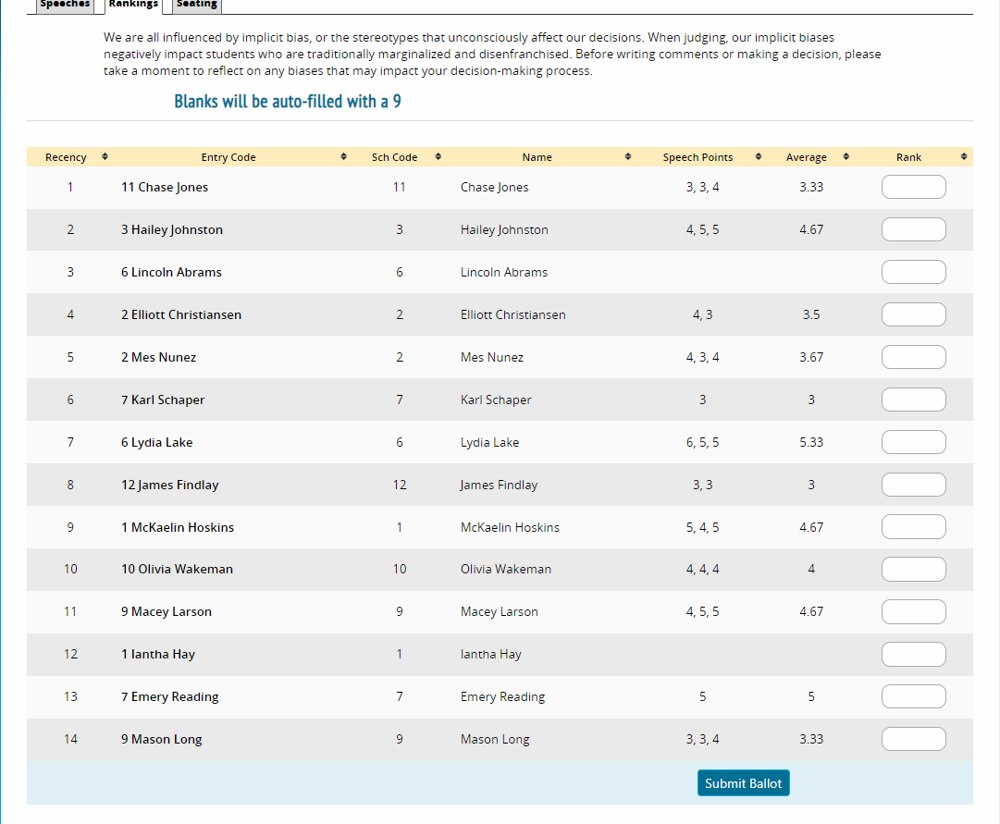 Speeches Rankings Seating
We are all influenced by implicit bias, or the stereotypes that unconsciously affect our decisions. When judging, our implicit biases
negatively impact students who are traditionally marginalized and disenfranchised. Before writing comments or making a decision, please
take a moment to reflect on any biases that may impact your decision-making process.
Blanks will be auto-filled with a 9
Recency Entry Code Sch Code Name Speech Points Average Rank
1 11 Chase Jones 11 Chase Jones 3, 3, 4 3.33
2 3 Hailey Johnston 3 Hailey Johnston 4, 5, 5 4.67
3 6 Lincoln Abrams 6 Lincoln Abrams
4 2 Elliott Christiansen 2 Elliott Christiansen 4, 3 3.5
5 2 Mes Nunez 2 Mes Nunez 4, 3, 4 3.67
6 7 Karl Schaper 7 Karl Schaper 3 3
7 6 Lydia Lake 6 Lydia Lake 6, 5, 5 5.33
8 12 James Findlay 12 James Findlay 3, 3 3
9 1 McKaelin Hoskins 1 McKaelin Hoskins 5, 4, 5 4.67
10 10 Olivia Wakeman 10 Olivia Wakeman 4, 4, 4 4
11 9 Macey Larson 9 Macey Larson 4, 5, 5 4.67
12 1 Iantha Hay 1 Iantha Hay
13 7 Emery Reading 7 Emery Reading 5 5
14 9 Mason Long 9 Mason Long 3, 3, 4 3.33
Submit Ballot